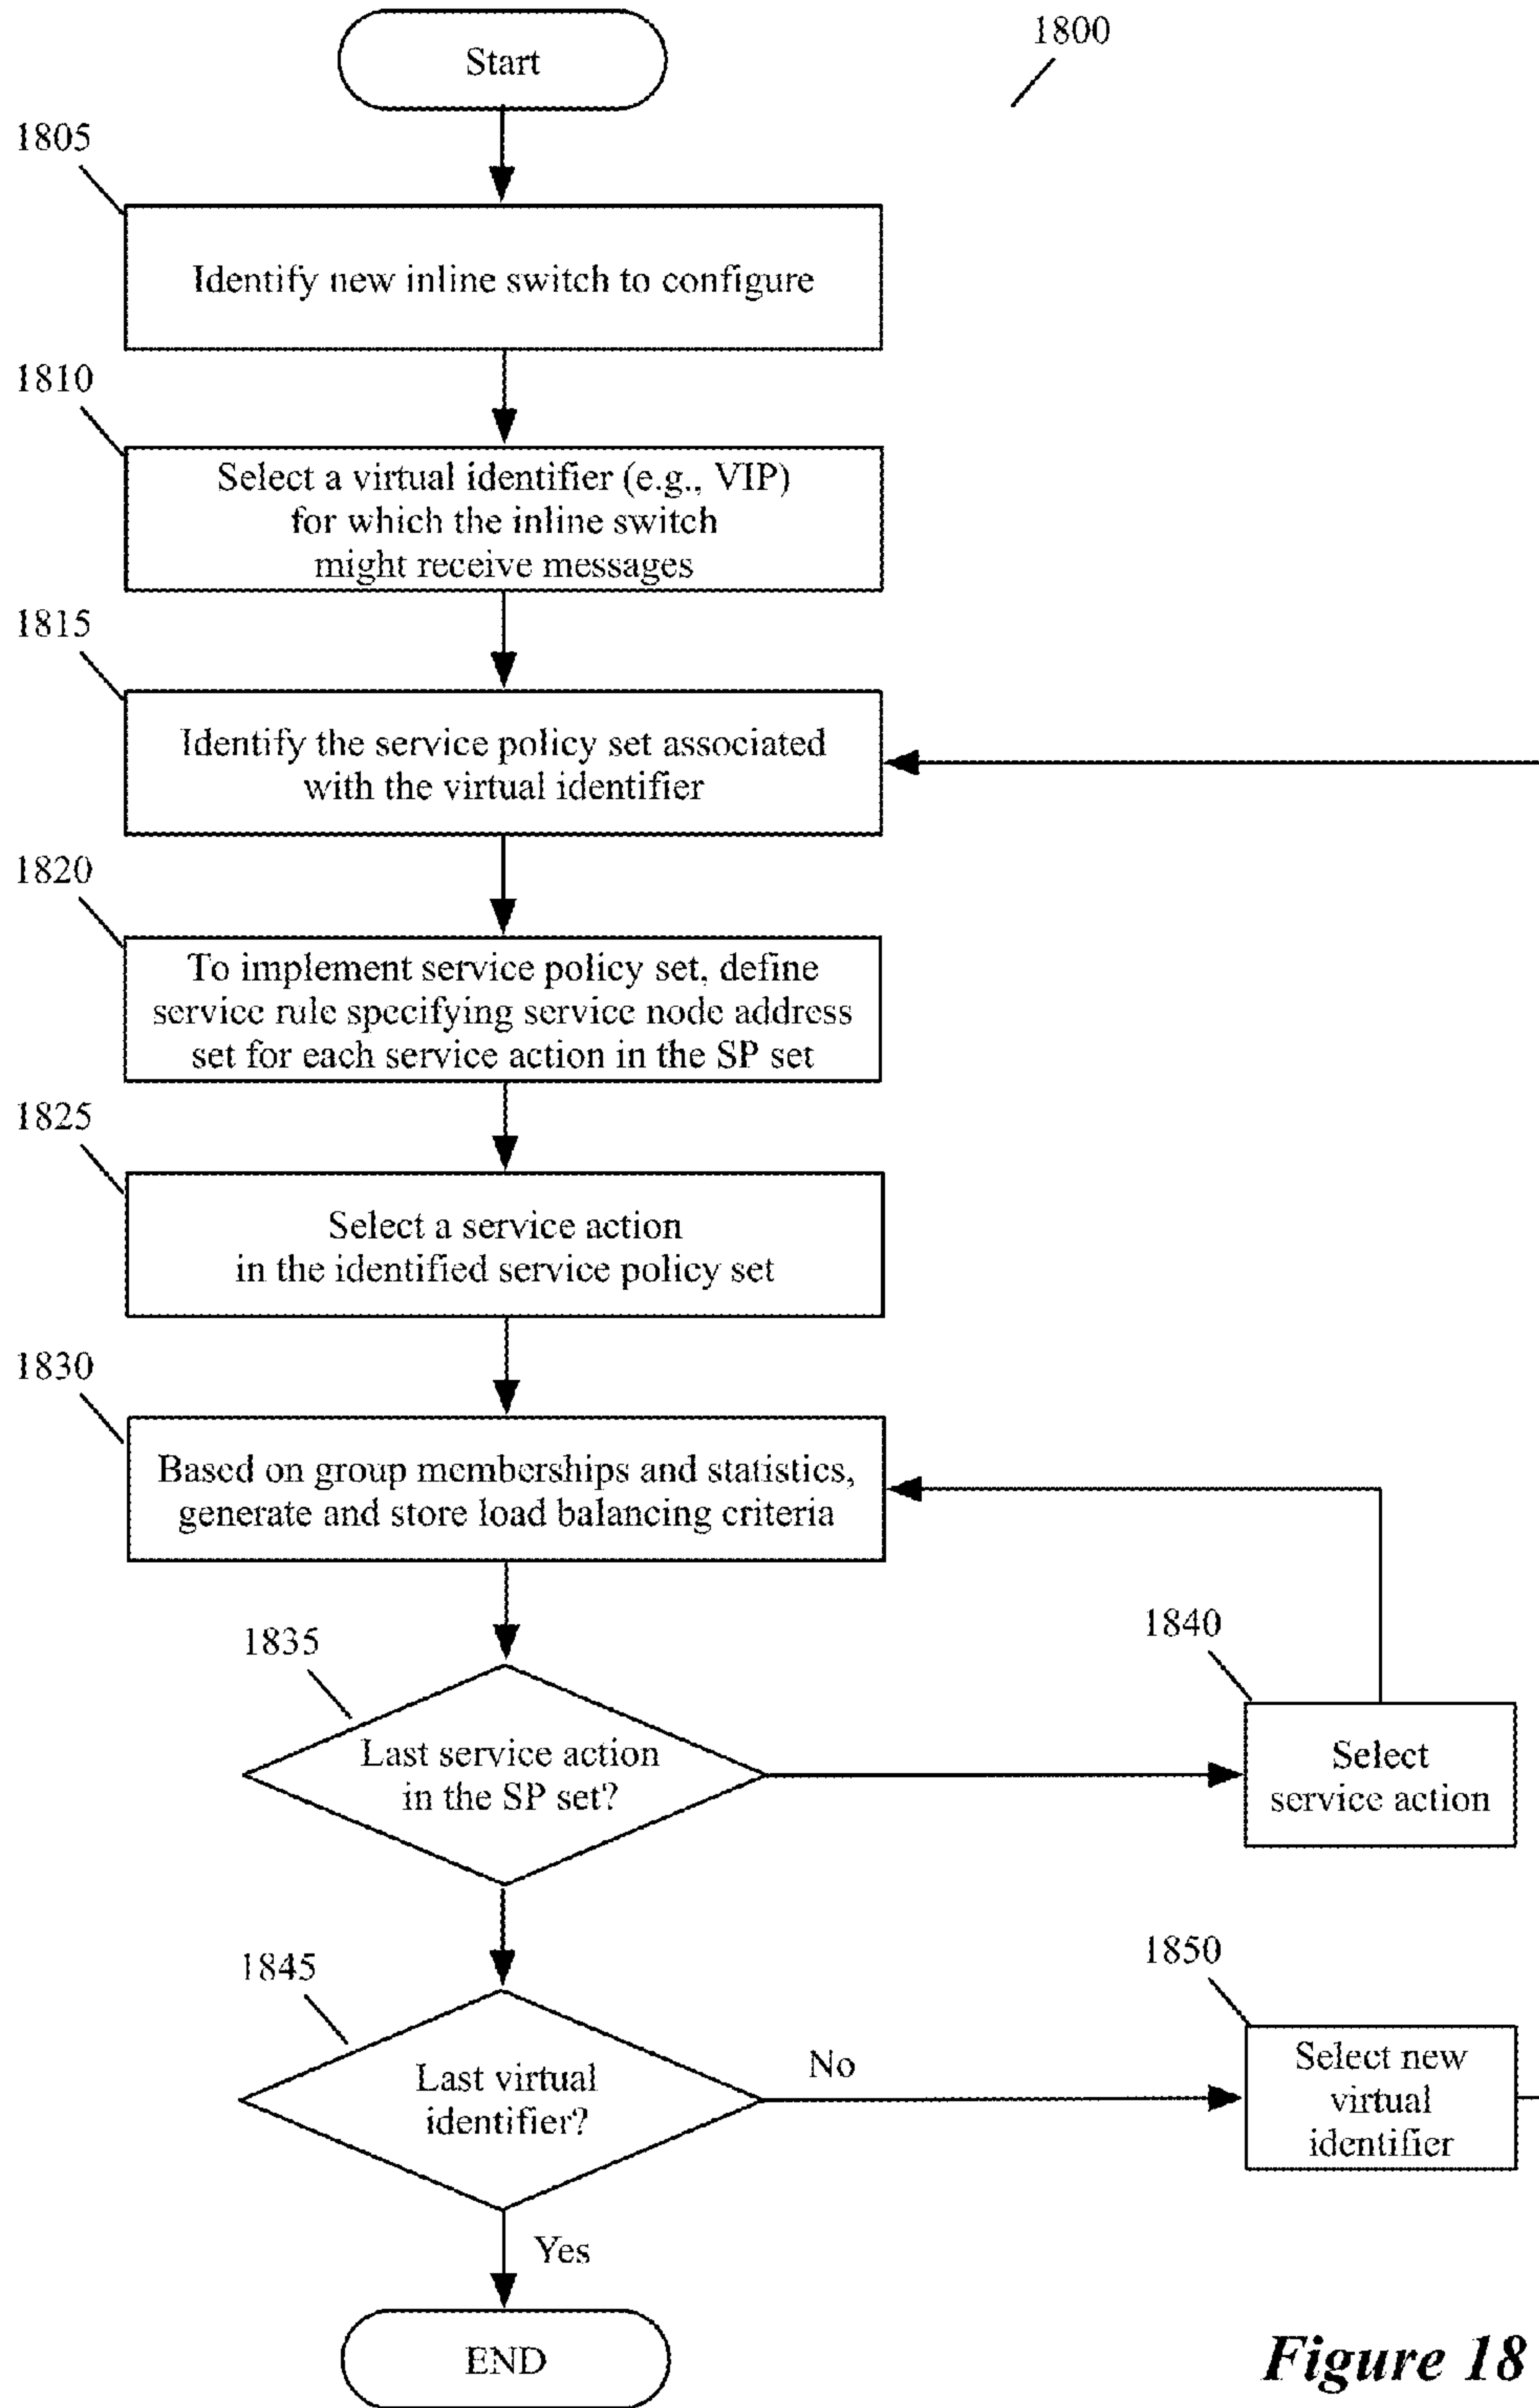 Start
1800
1805
Identify new inline switch to configure
1810
Select a virtual identifier (e.g., VIP)
for which the inline switch
might receive messages
1815
Identify the service policy set associated
with the virtual identifier
1820
To implement service policy set, define
service rule specifying service node address
set for each service action in the SP set
1825
Select a service action
in the identified service policy set
1830
Based on group memberships and statistics,
generate and store load balancing criteria
1835
Last service action
in the SP set?
1840
Select
service action
1845
Last virtual
identifier?
No
1850
Select new
virtual
identifier
Yes
END
Figure 18